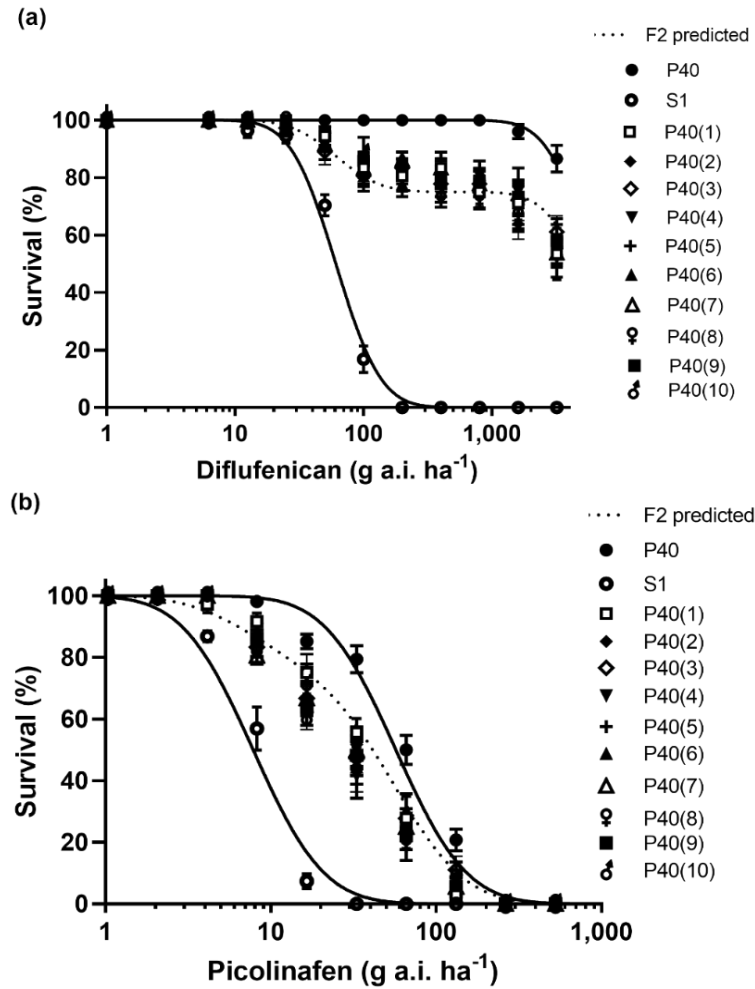 (a)
F2 predicted
P40
S1
P40(1)
P40(2)
P40(3)
P40(4)
P40(5)
P40(6)
P40(7)
P40(8)
P40(9)
P40(10)
Survival (%)
100
80
60
40
20
0
1
10
100
1,000
Diflufenican (g a.i. ha⁻¹)
(b)
F2 predicted
P40
S1
P40(1)
P40(2)
P40(3)
P40(4)
P40(5)
P40(6)
P40(7)
P40(8)
P40(9)
P40(10)
Survival (%)
100
80
60
40
20
0
1
10
100
1,000
Picolinafen (g a.i. ha⁻¹)